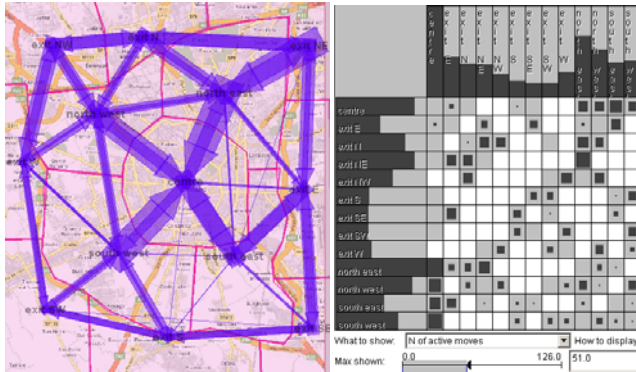 exit NW
exit N
exit NE
north west
north east
centre
exit E
south west
south east
exit SW
exit S
exit SE
centre
exit E
exit N
exit NE
exit NW
exit S
exit SE
exit SW
exit W
north east
north west
south east
south west
What to show:
N of active moves
How to display
Max shown:
0.0
126.0
51.0